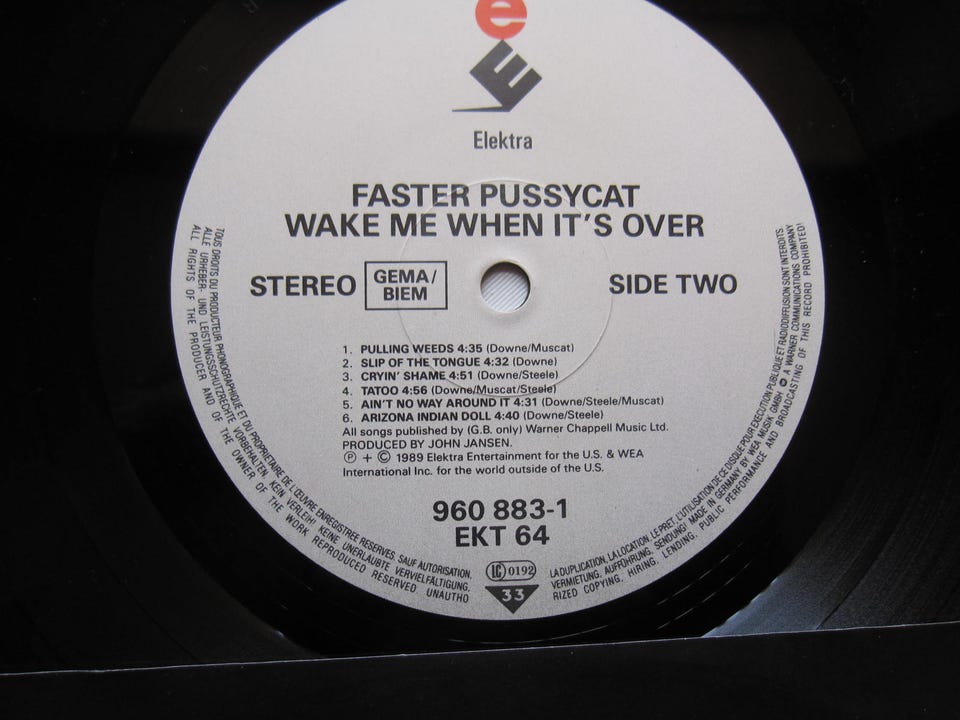 e
E
Elektra
FASTER PUSSYCAT
WAKE ME WHEN IT'S OVER
STEREO
GEMA/
BIEM
SIDE TWO
1. PULLING WEEDS 4:35 (Downe/Muscat)
2. SLIP OF THE TONGUE 4:32 (Downe)
3. CRYIN' SHAME 4:51 (Downe/Steele)
4. TATOO 4:56 (Downe/Muscat/Steele)
5. AIN'T NO WAY AROUND IT 4:31 (Downe/Steele/Muscat)
6. ARIZONA INDIAN DOLL 4:40 (Downe/Steele)
All songs published by (G.B. only) Warner Chappell Music Ltd.
PRODUCED BY JOHN JANSEN.
Ⓟ + © 1989 Elektra Entertainment for the U.S. & WEA
International Inc. for the world outside of the U.S.
960 883-1
EKT 64
LC 0192
33
TOUS DROITS DU PRODUCTEUR PHONOGRAPHIQUE ET DU PROPRIETAIRE DE L'ŒUVRE ENREGISTREE RESERVES. SAUF AUTORISATION, LA DUPLICATION, LA LOCATION, LE PRET, L'UTILISATION DE CE DISQUE POUR EXECUTION PUBLIQUE ET RADIODIFFUSION SONT INTERDITS.
ALLE URHEBER- UND LEISTUNGSSCHUTZRECHTE VORBEHALTEN. KEIN VERLEIH! KEINE UNERLAUBTE VERVIELFÄLTIGUNG, VERMIETUNG, AUFFÜHRUNG, SENDUNG! MADE IN GERMANY BY WEA MUSIK GMBH A WARNER COMMUNICATIONS COMPANY
ALL RIGHTS OF THE PRODUCER AND OF THE OWNER OF THE WORK REPRODUCED RESERVED. UNAUTHORIZED COPYING. HIRING. LENDING. PUBLIC PERFORMANCE AND BROADCASTING OF THIS RECORD PROHIBITED!